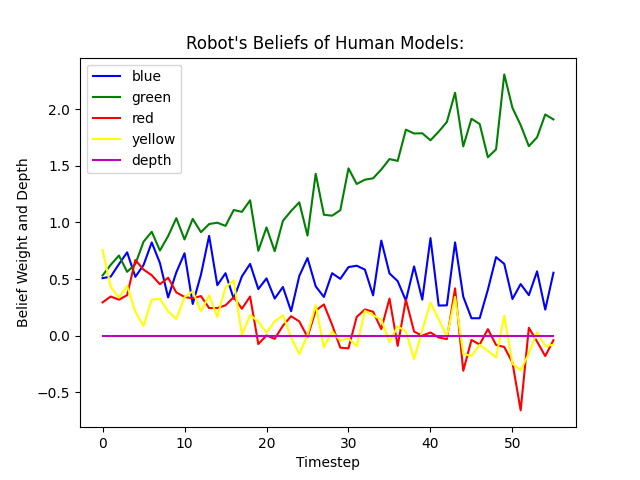 Robot's Beliefs of Human Models:
blue
green
red
yellow
depth
Belief Weight and Depth
2.0
1.5
1.0
0.5
0.0
−0.5
0 10 20 30 40 50
Timestep